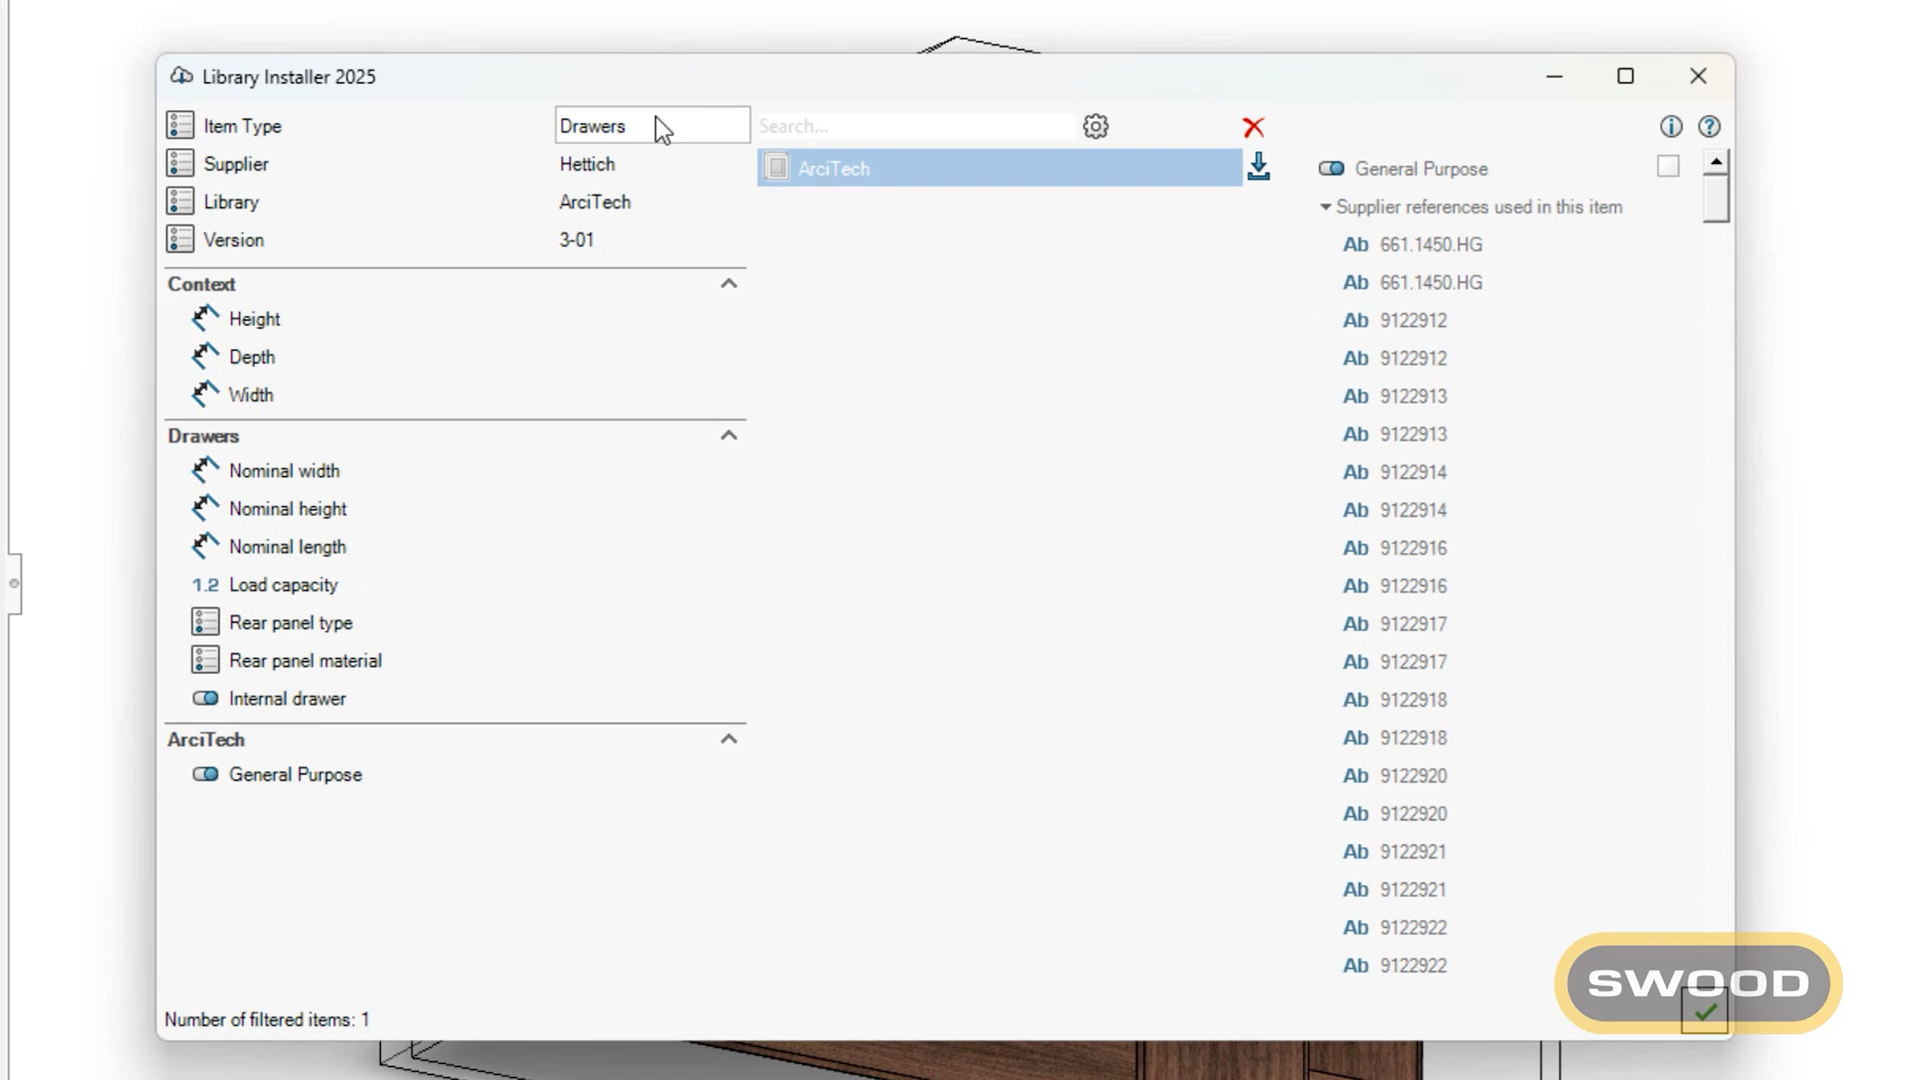 Library Installer 2025
Item Type Drawers Search...
Supplier Hettich
Library ArciTech
Version 3-01
Context
Height
Depth
Width
Drawers
Nominal width
Nominal height
Nominal length
1.2 Load capacity
Rear panel type
Rear panel material
Internal drawer
ArciTech
General Purpose
Number of filtered items: 1
ArciTech
General Purpose
Supplier references used in this item
Ab 661.1450.HG
Ab 661.1450.HG
Ab 9122912
Ab 9122912
Ab 9122913
Ab 9122913
Ab 9122914
Ab 9122914
Ab 9122916
Ab 9122916
Ab 9122917
Ab 9122917
Ab 9122918
Ab 9122918
Ab 9122920
Ab 9122920
Ab 9122921
Ab 9122921
Ab 9122922
Ab 9122922
SWOOD